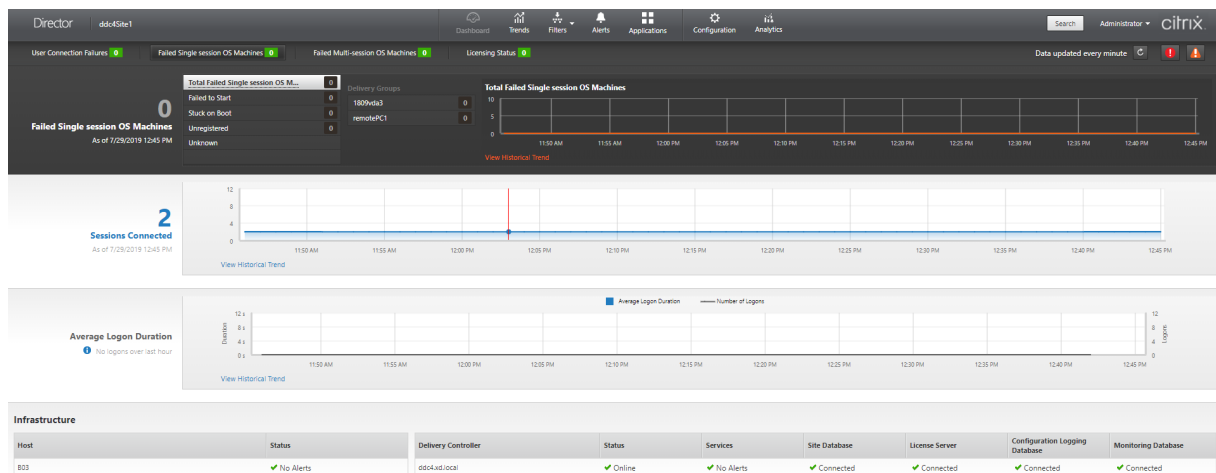 Director ddc4Site1 Dashboard Trends Filters Alerts Applications Configuration Analytics Search Administrator citrix
User Connection Failures 0 Failed Single session OS Machines 0 Failed Multi-session OS Machines 0 Licensing Status 0 Data updated every minute
0
Failed Single session OS Machines
As of 7/29/2019 12:45 PM
Total Failed Single session OS M... 0
Failed to Start 0
Stuck on Boot 0
Unregistered 0
Unknown
Delivery Groups
1809vda3 0
remotePC1 0
Total Failed Single session OS Machines
10
5
0
11:50 AM 11:55 AM 12:00 PM 12:05 PM 12:10 PM 12:15 PM 12:20 PM 12:25 PM 12:30 PM 12:35 PM 12:40 PM 12:45 PM
View Historical Trend
2
Sessions Connected
As of 7/29/2019 12:45 PM
12
8
4
0
11:50 AM 11:55 AM 12:00 PM 12:05 PM 12:10 PM 12:15 PM 12:20 PM 12:25 PM 12:30 PM 12:35 PM 12:40 PM 12:45 PM
View Historical Trend
Average Logon Duration
No logons over last hour
Average Logon Duration Number of Logons
Duration
12 s
8 s
4 s
0 s
12
8
4
0
Logons
11:50 AM 11:55 AM 12:00 PM 12:05 PM 12:10 PM 12:15 PM 12:20 PM 12:25 PM 12:30 PM 12:35 PM 12:40 PM 12:45 PM
View Historical Trend
Infrastructure
Host Status
B03 No Alerts
Delivery Controller Status Services Site Database License Server Configuration Logging Database Monitoring Database
ddc4.xd.local Online No Alerts Connected Connected Connected Connected